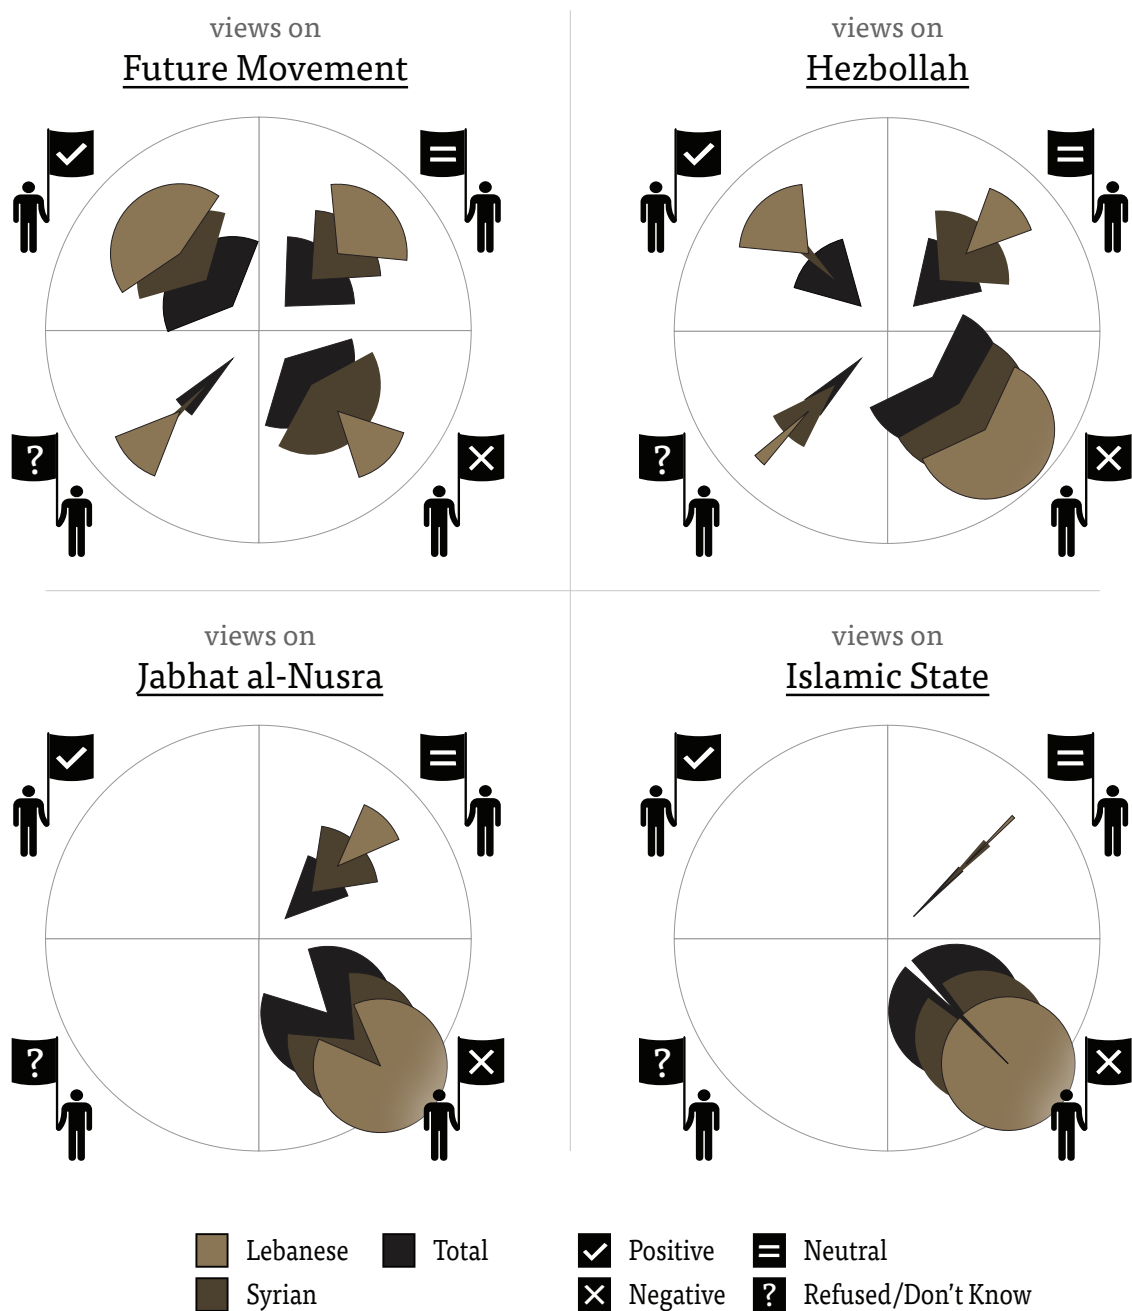 views on
Future Movement
views on
Hezbollah
?
?
views on
Jabhat al-Nusra
views on
Islamic State
?
?
Lebanese
Total
Positive
Neutral
Syrian
Negative
? Refused/Don't Know